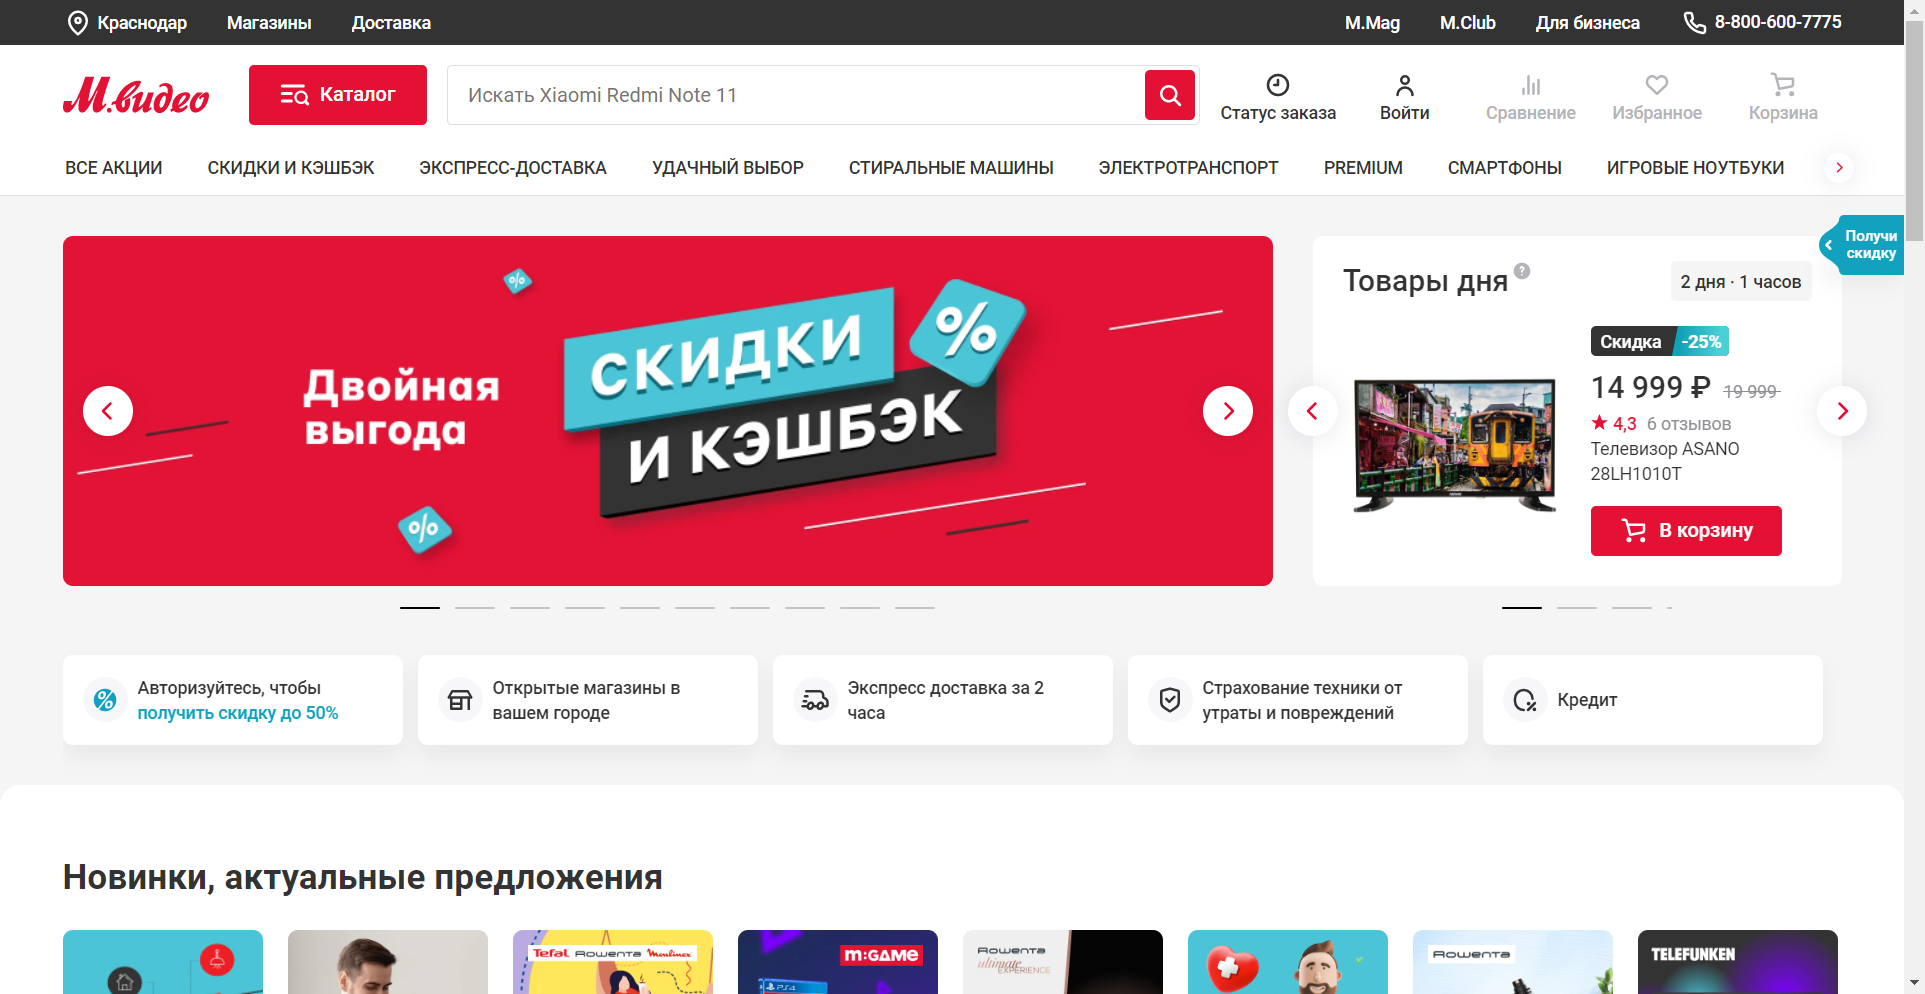 Краснодар
Магазины
Доставка
M.Mag
M.Club
Для бизнеса
8-800-600-7775
М.видео
Каталог
Искать Xiaomi Redmi Note 11
Статус заказа
Войти
Сравнение
Избранное
Корзина
ВСЕ АКЦИИ
СКИДКИ И КЭШБЭК
ЭКСПРЕСС-ДОСТАВКА
УДАЧНЫЙ ВЫБОР
СТИРАЛЬНЫЕ МАШИНЫ
ЭЛЕКТРОТРАНСПОРТ
PREMIUM
СМАРТФОНЫ
ИГРОВЫЕ НОУТБУКИ
Получи
скидку
Двойная
выгода
СКИДКИ
И КЭШБЭК
%
%
%
Товары дня
?
2 дня · 1 часов
Скидка -25%
14 999 ₽ 19 999
4,3 6 отзывов
Телевизор ASANO
28LH1010T
В корзину
Авторизуйтесь, чтобы
получить скидку до 50%
Открытые магазины в
вашем городе
Экспресс доставка за 2
часа
Страхование техники от
утраты и повреждений
Кредит
Новинки, актуальные предложения
Tefal Rowenta Moulinex
m:GAME
PS4
Rowenta
ultimate
EXPERIENCE
Rowenta
TELEFUNKEN